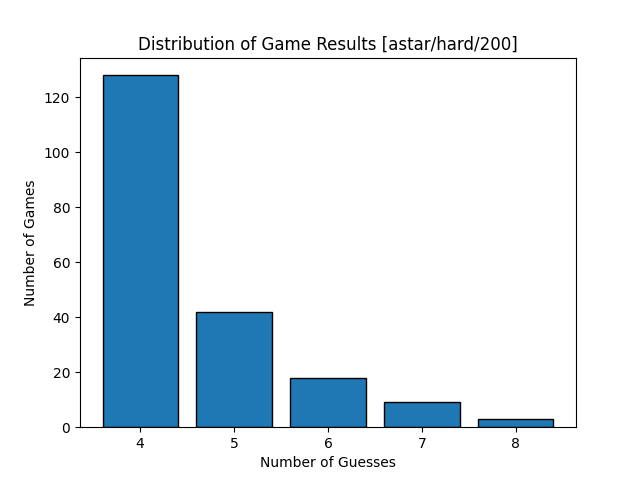 Distribution of Game Results [astar/hard/200]
Number of Games
120
100
80
60
40
20
0
4 5 6 7 8
Number of Guesses